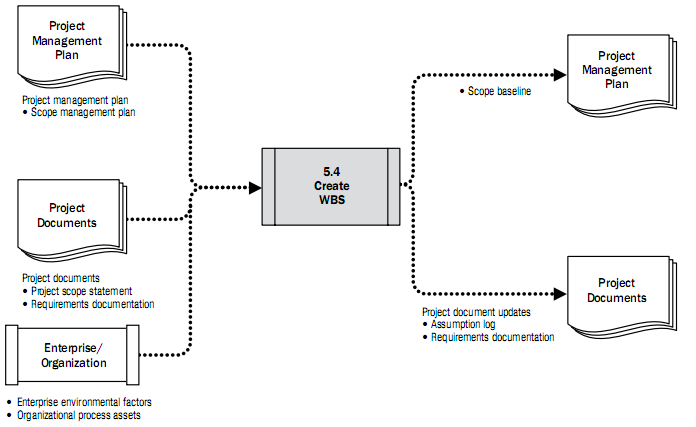 Project
Management
Plan
Project management plan
• Scope management plan
Project
Documents
Project documents
• Project scope statement
• Requirements documentation
Enterprise/
Organization
• Enterprise environmental factors
• Organizational process assets
5.4
Create
WBS
• Scope baseline
Project
Management
Plan
Project
Documents
Project document updates
• Assumption log
• Requirements documentation